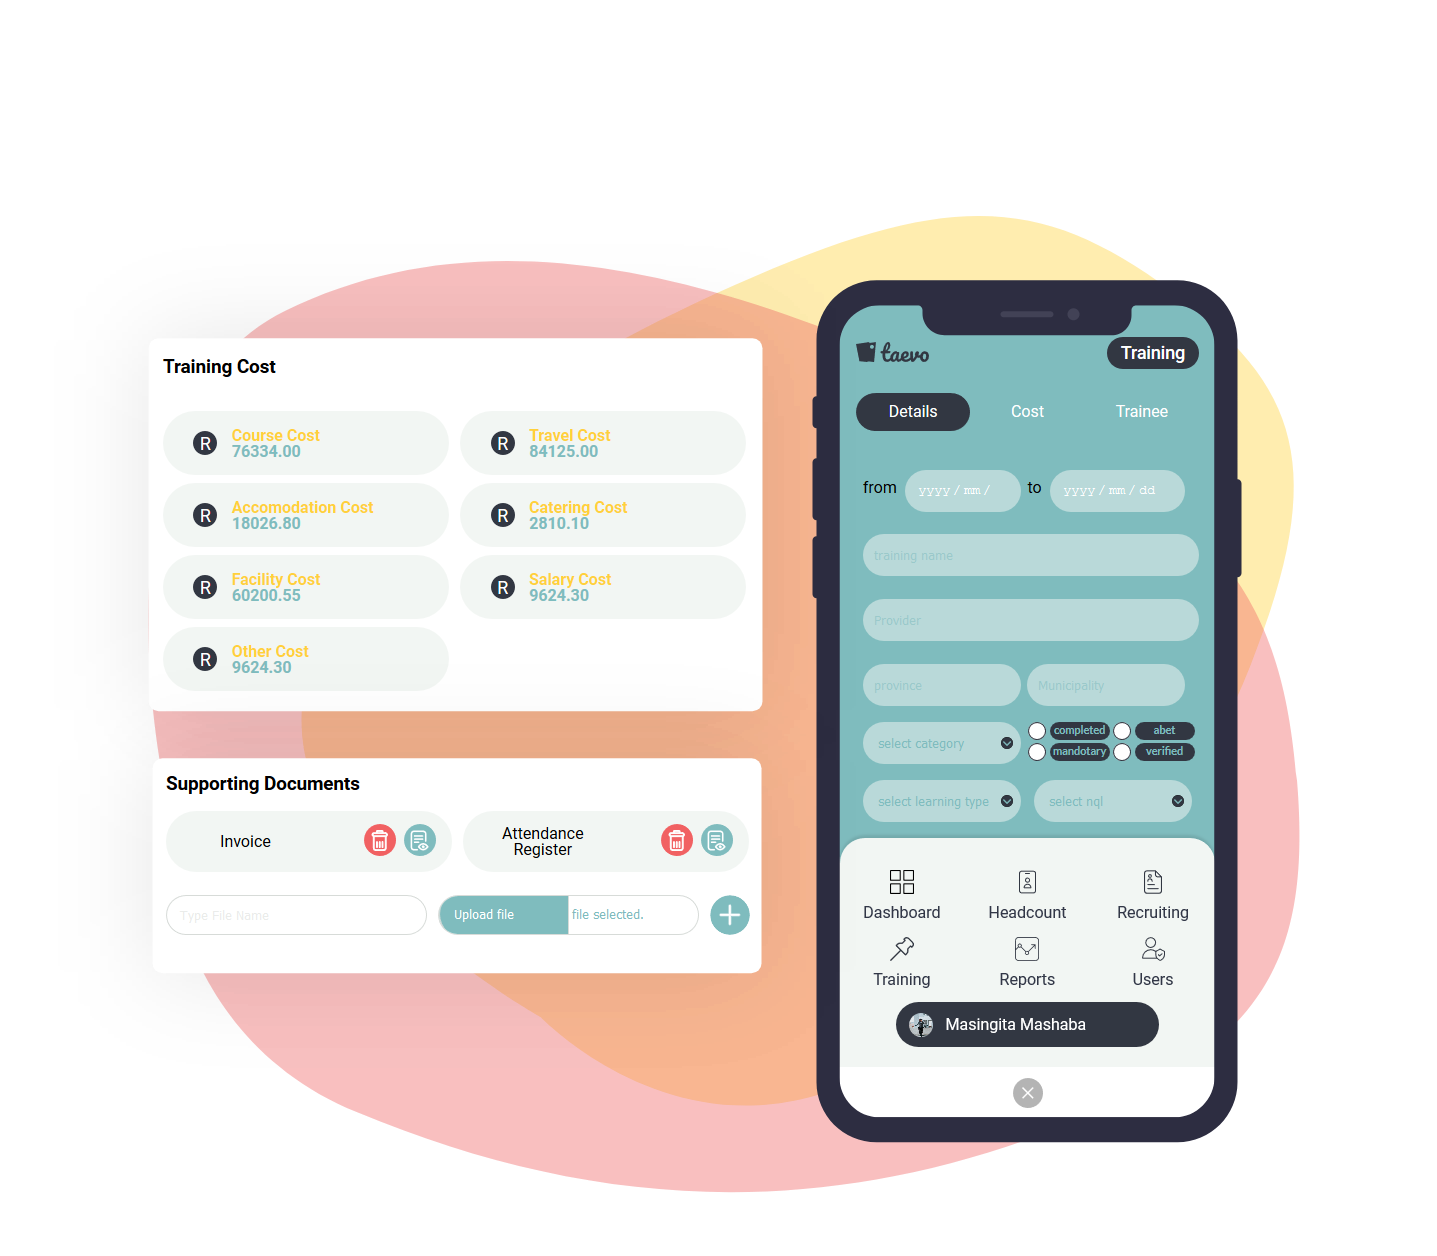 Training Cost
R Course Cost
76334.00
R Travel Cost
84125.00
R Accomodation Cost
18026.80
R Catering Cost
2810.10
R Facility Cost
60200.55
R Salary Cost
9624.30
R Other Cost
9624.30
Supporting Documents
Invoice
Attendance
Register
Type File Name
Upload file
file selected.
taevo
Training
Details
Cost
Trainee
from
yyyy / mm /
to
yyyy / mm / dd
training name
Provider
province
Municipality
select category
completed
abet
mandotary
verified
select learning type
select nql
Dashboard
Headcount
Recruiting
Training
Reports
Users
Masingita Mashaba